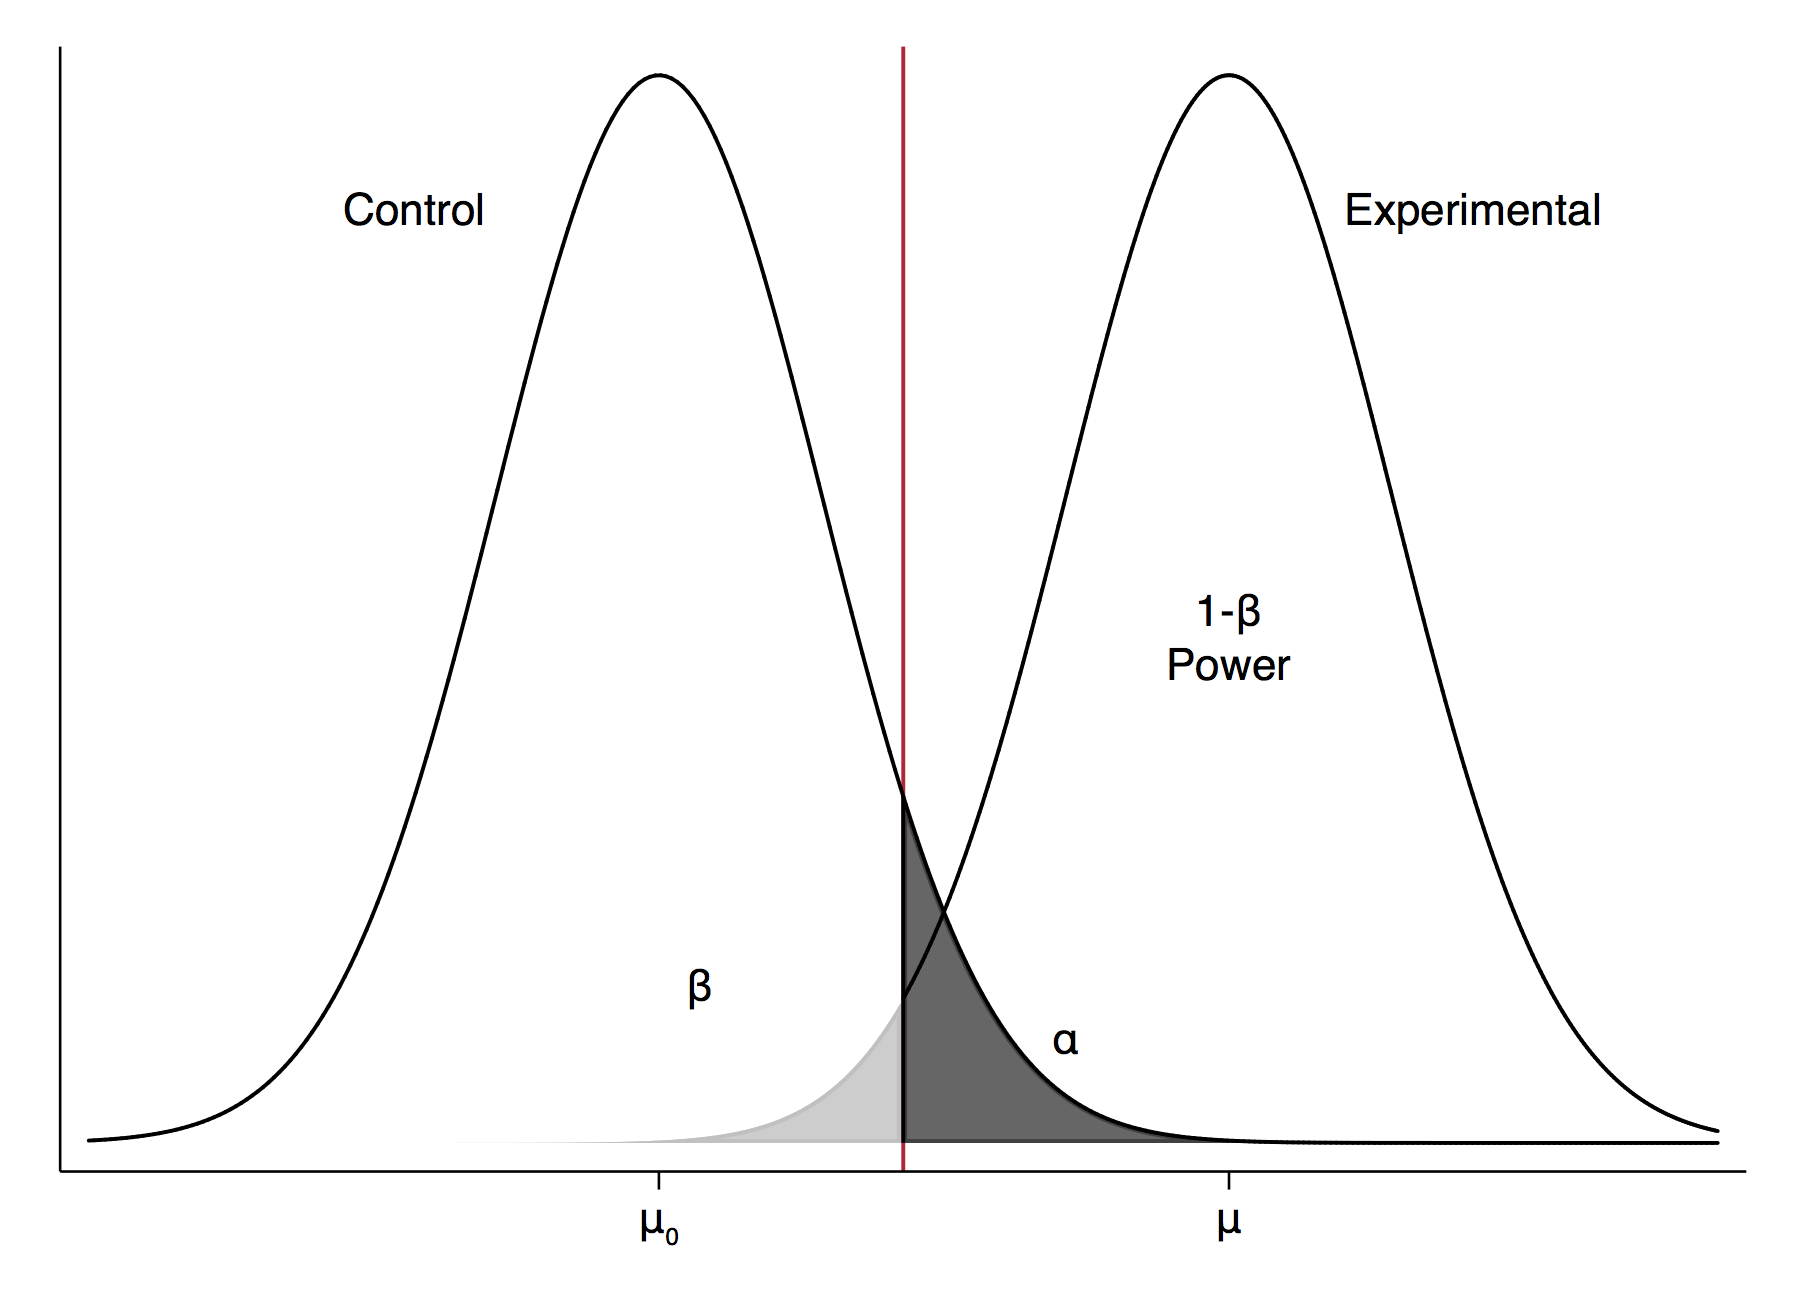 Control
Experimental
1-β
Power
β
α
μ₀
μ